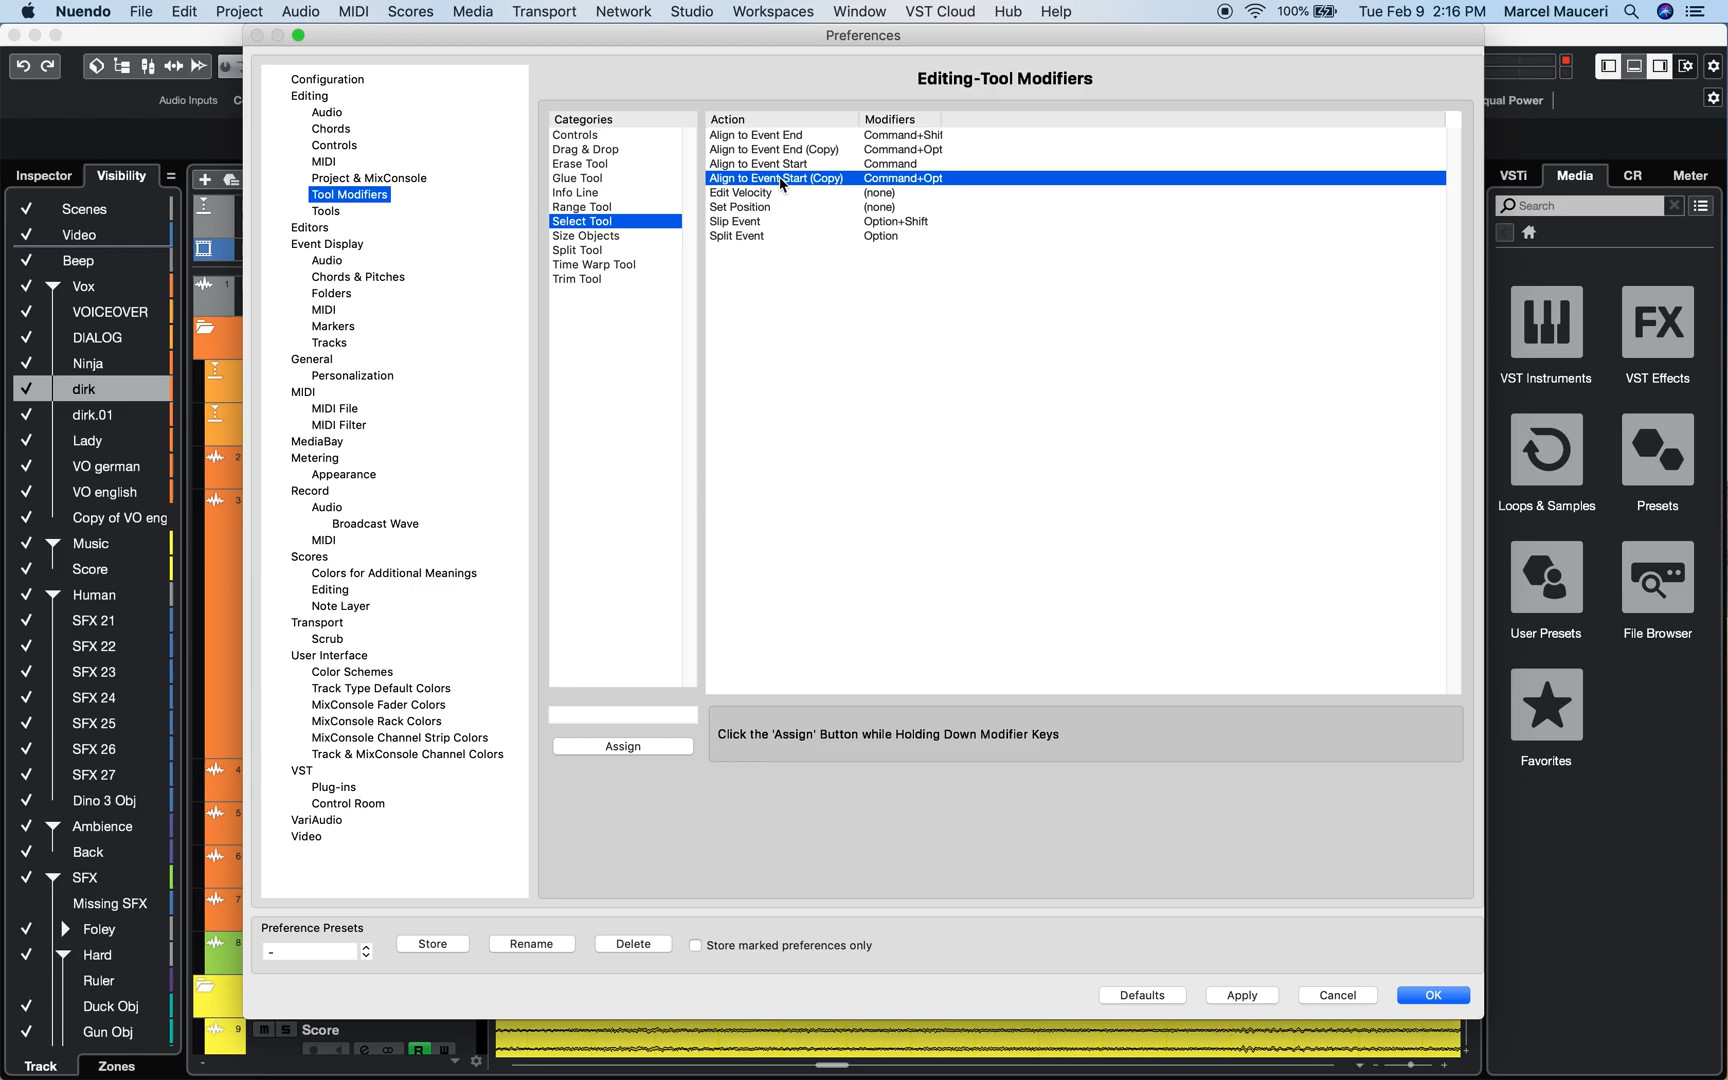 Nuendo File Edit Project Audio MIDI Scores Media Transport Network Studio Workspaces Window VST Cloud Hub Help 100% Tue Feb 9 2:16 PM Marcel Mauceri
Preferences
Audio Inputs
qual Power
Inspector Visibility
Scenes
Video
Beep
Vox
VOICEOVER
DIALOG
Ninja
dirk
dirk.01
Lady
VO german
VO english
Copy of VO eng
Music
Score
Human
SFX 21
SFX 22
SFX 23
SFX 24
SFX 25
SFX 26
SFX 27
Dino 3 Obj
Ambience
Back
SFX
Missing SFX
Foley
Hard
Ruler
Duck Obj
Gun Obj
Track Zones
1
2
3
4
5
6
7
8
9
m S Score
e R
Configuration
Editing
Audio
Chords
Controls
MIDI
Project & MixConsole
Tool Modifiers
Tools
Editors
Event Display
Audio
Chords & Pitches
Folders
MIDI
Markers
Tracks
General
Personalization
MIDI
MIDI File
MIDI Filter
MediaBay
Metering
Appearance
Record
Audio
Broadcast Wave
MIDI
Scores
Colors for Additional Meanings
Editing
Note Layer
Transport
Scrub
User Interface
Color Schemes
Track Type Default Colors
MixConsole Fader Colors
MixConsole Rack Colors
MixConsole Channel Strip Colors
Track & MixConsole Channel Colors
VST
Plug-ins
Control Room
VariAudio
Video
Editing-Tool Modifiers
Categories
Controls
Drag & Drop
Erase Tool
Glue Tool
Info Line
Range Tool
Select Tool
Size Objects
Split Tool
Time Warp Tool
Trim Tool
Action Modifiers
Align to Event End Command+Shif
Align to Event End (Copy) Command+Opt
Align to Event Start Command
Align to Event Start (Copy) Command+Opt
Edit Velocity (none)
Set Position (none)
Slip Event Option+Shift
Split Event Option
Assign
Click the 'Assign' Button while Holding Down Modifier Keys
Preference Presets
-
Store Rename Delete Store marked preferences only
Defaults Apply Cancel OK
VSTi Media CR Meter
Search
VST Instruments
FX
VST Effects
Loops & Samples
Presets
User Presets
File Browser
Favorites